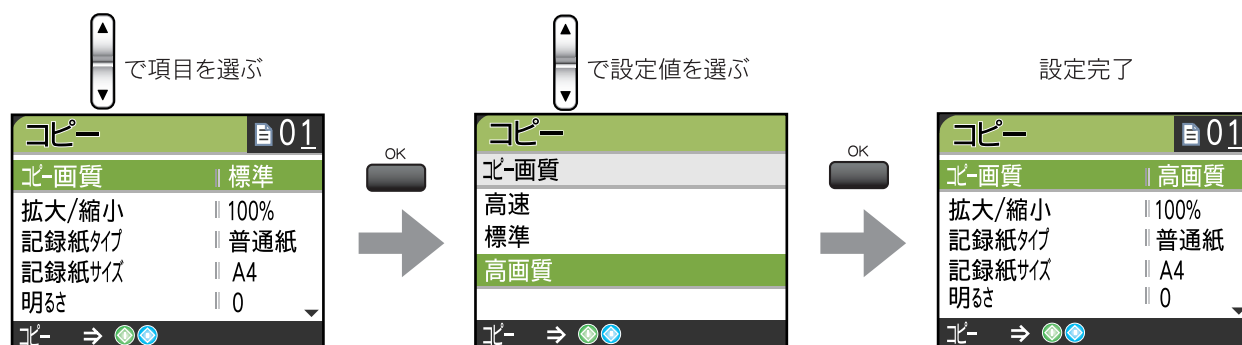 で項目を選ぶ
コピー 01
コピー画質 標準
拡大/縮小 100%
記録紙タイプ 普通紙
記録紙サイズ A4
明るさ 0
コピー ⇒
OK
で設定値を選ぶ
コピー
コピー画質
高速
標準
高画質
コピー ⇒
OK
設定完了
コピー 01
コピー画質 高画質
拡大/縮小 100%
記録紙タイプ 普通紙
記録紙サイズ A4
明るさ 0
コピー ⇒